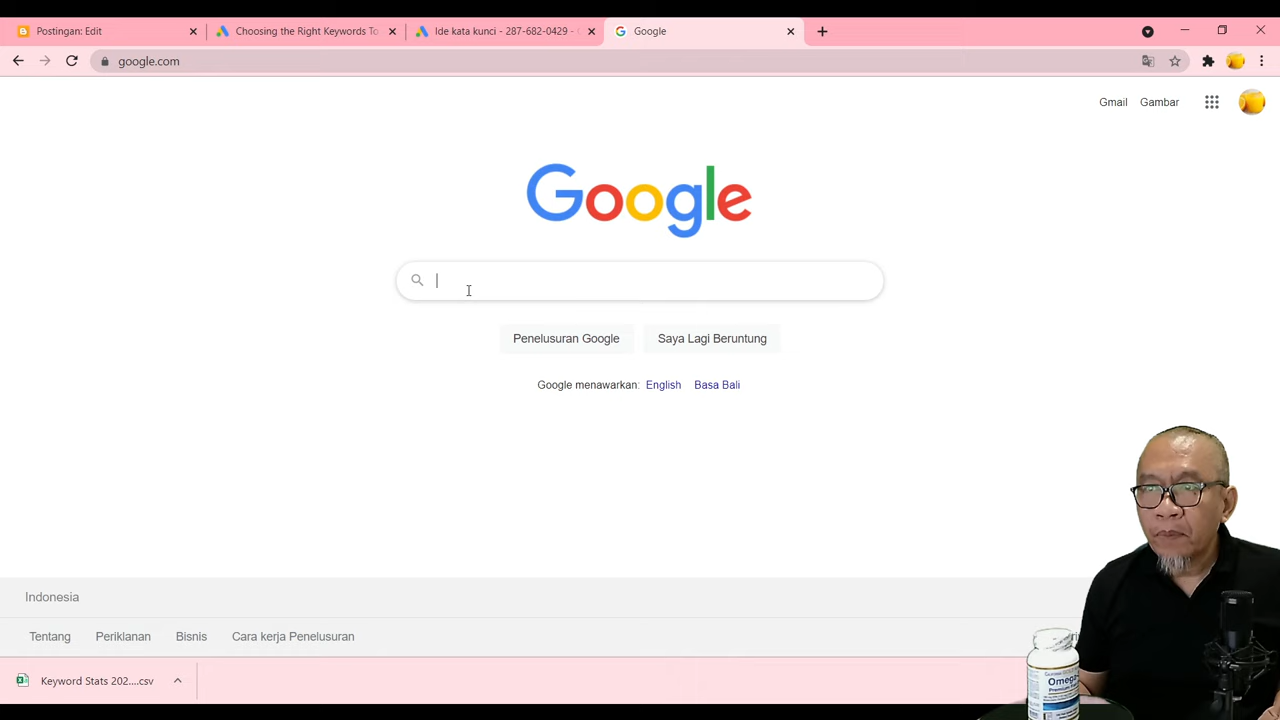 Postingan: Edit
Choosing the Right Keywords To
Ide kata kunci - 287-682-0429 -
Google
google.com
Gmail
Gambar
Google
Penelusuran Google
Saya Lagi Beruntung
Google menawarkan: English Basa Bali
Indonesia
Tentang
Periklanan
Bisnis
Cara kerja Penelusuran
Keyword Stats 202....csv
Omega